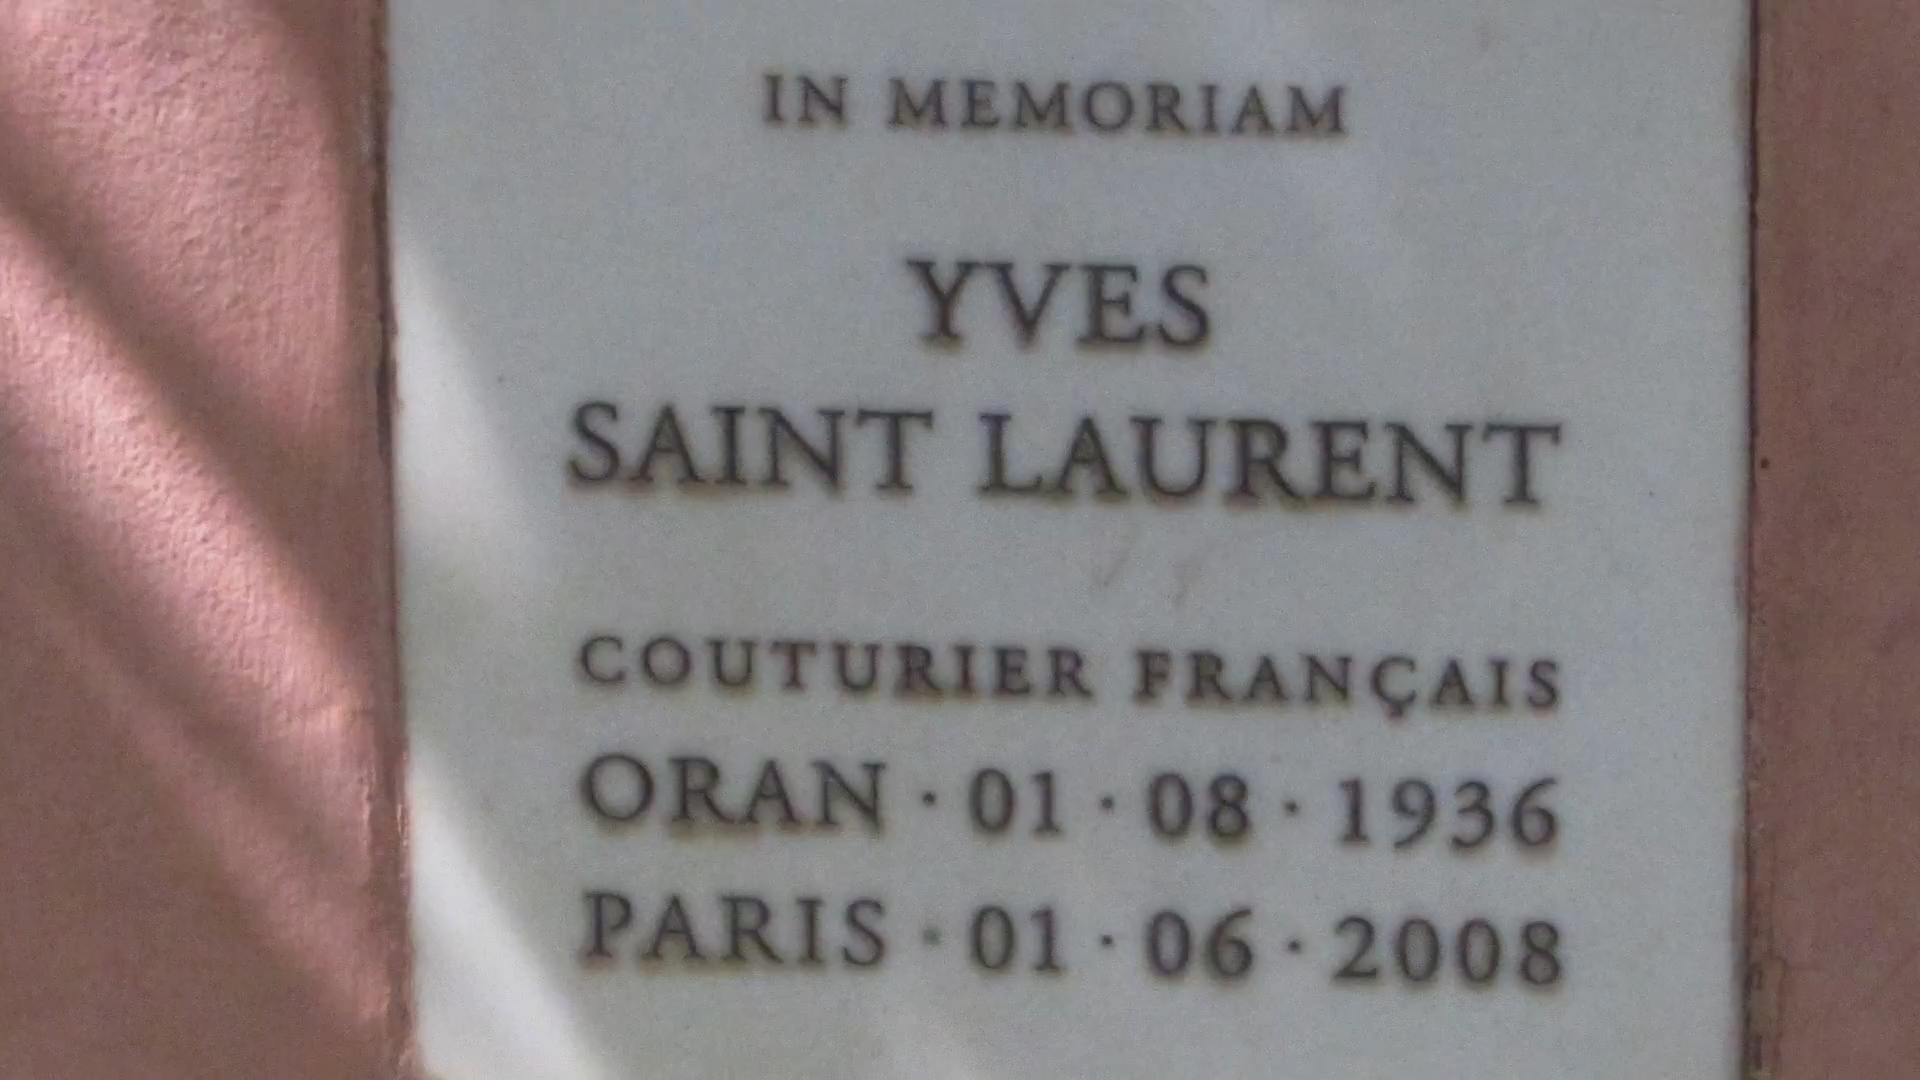 IN MEMORIAM
YVES
SAINT LAURENT
COUTURIER FRANÇAIS
ORAN · 01 · 08 · 1936
PARIS · 01 · 06 · 2008